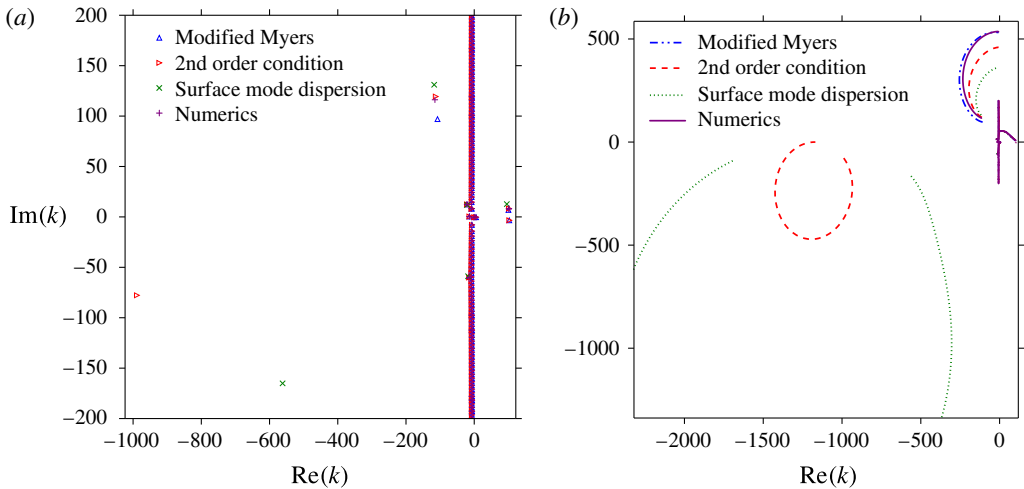 (a)
200
150
100
50
0
−50
−100
−150
−200
Im(k)
−1000 −800 −600 −400 −200 0
Re(k)
Modified Myers
2nd order condition
Surface mode dispersion
Numerics
(b)
500
0
−500
−1000
−2000 −1500 −1000 −500 0
Re(k)
Modified Myers
2nd order condition
Surface mode dispersion
Numerics